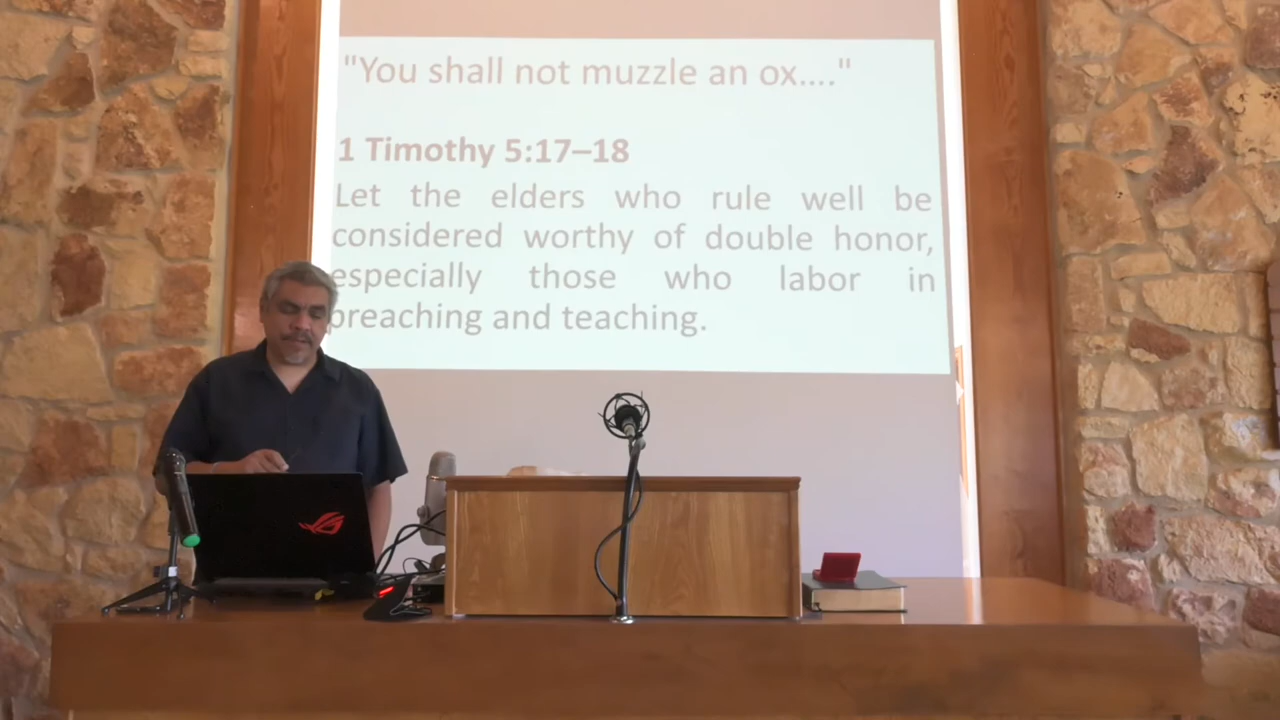 "You shall not muzzle an ox...."
1 Timothy 5:17–18
Let the elders who rule well be
considered worthy of double honor,
especially those who labor in
preaching and teaching.